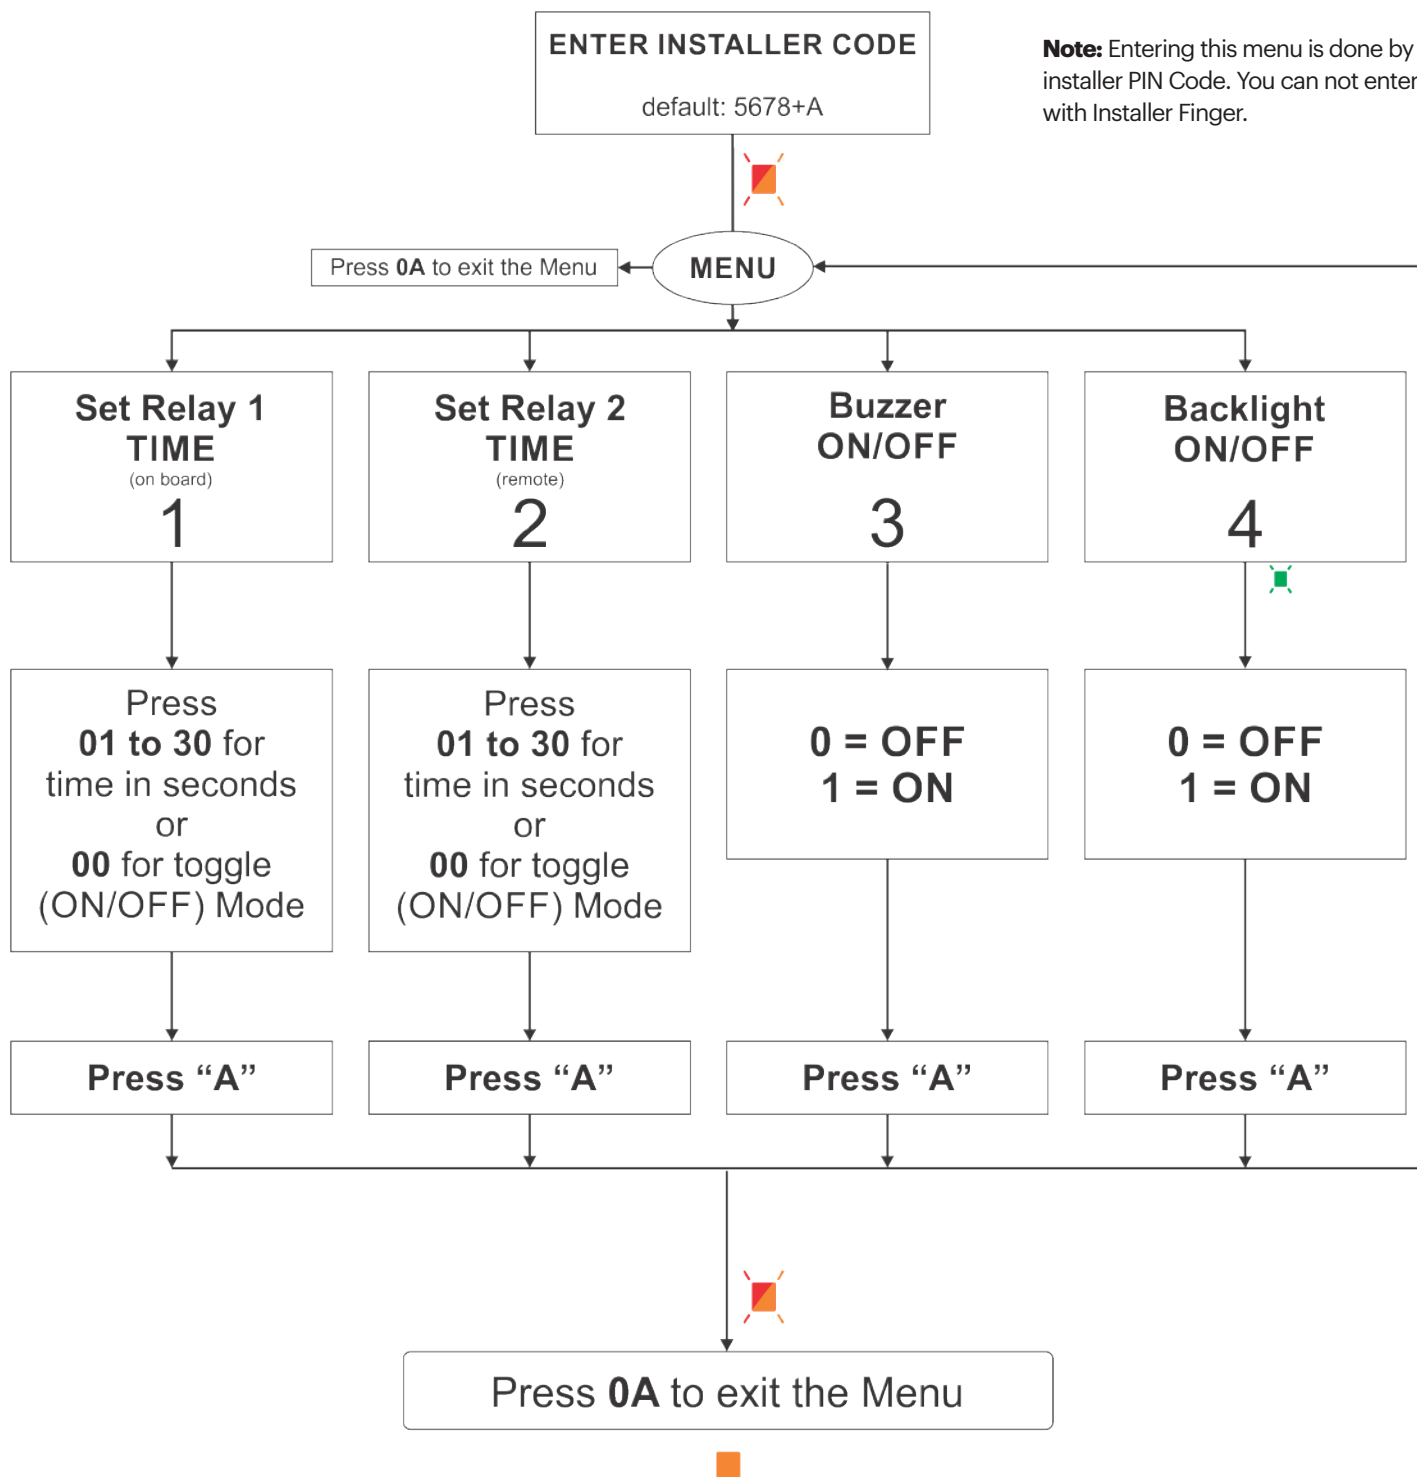 ENTER INSTALLER CODE
default: 5678+A
Note: Entering this menu is done by
installer PIN Code. You can not enter
with Installer Finger.
Press 0A to exit the Menu
MENU
Set Relay 1
TIME
(on board)
1
Set Relay 2
TIME
(remote)
2
Buzzer
ON/OFF
3
Backlight
ON/OFF
4
Press
01 to 30 for
time in seconds
or
00 for toggle
(ON/OFF) Mode
Press
01 to 30 for
time in seconds
or
00 for toggle
(ON/OFF) Mode
0 = OFF
1 = ON
0 = OFF
1 = ON
Press “A”
Press “A”
Press “A”
Press “A”
Press 0A to exit the Menu